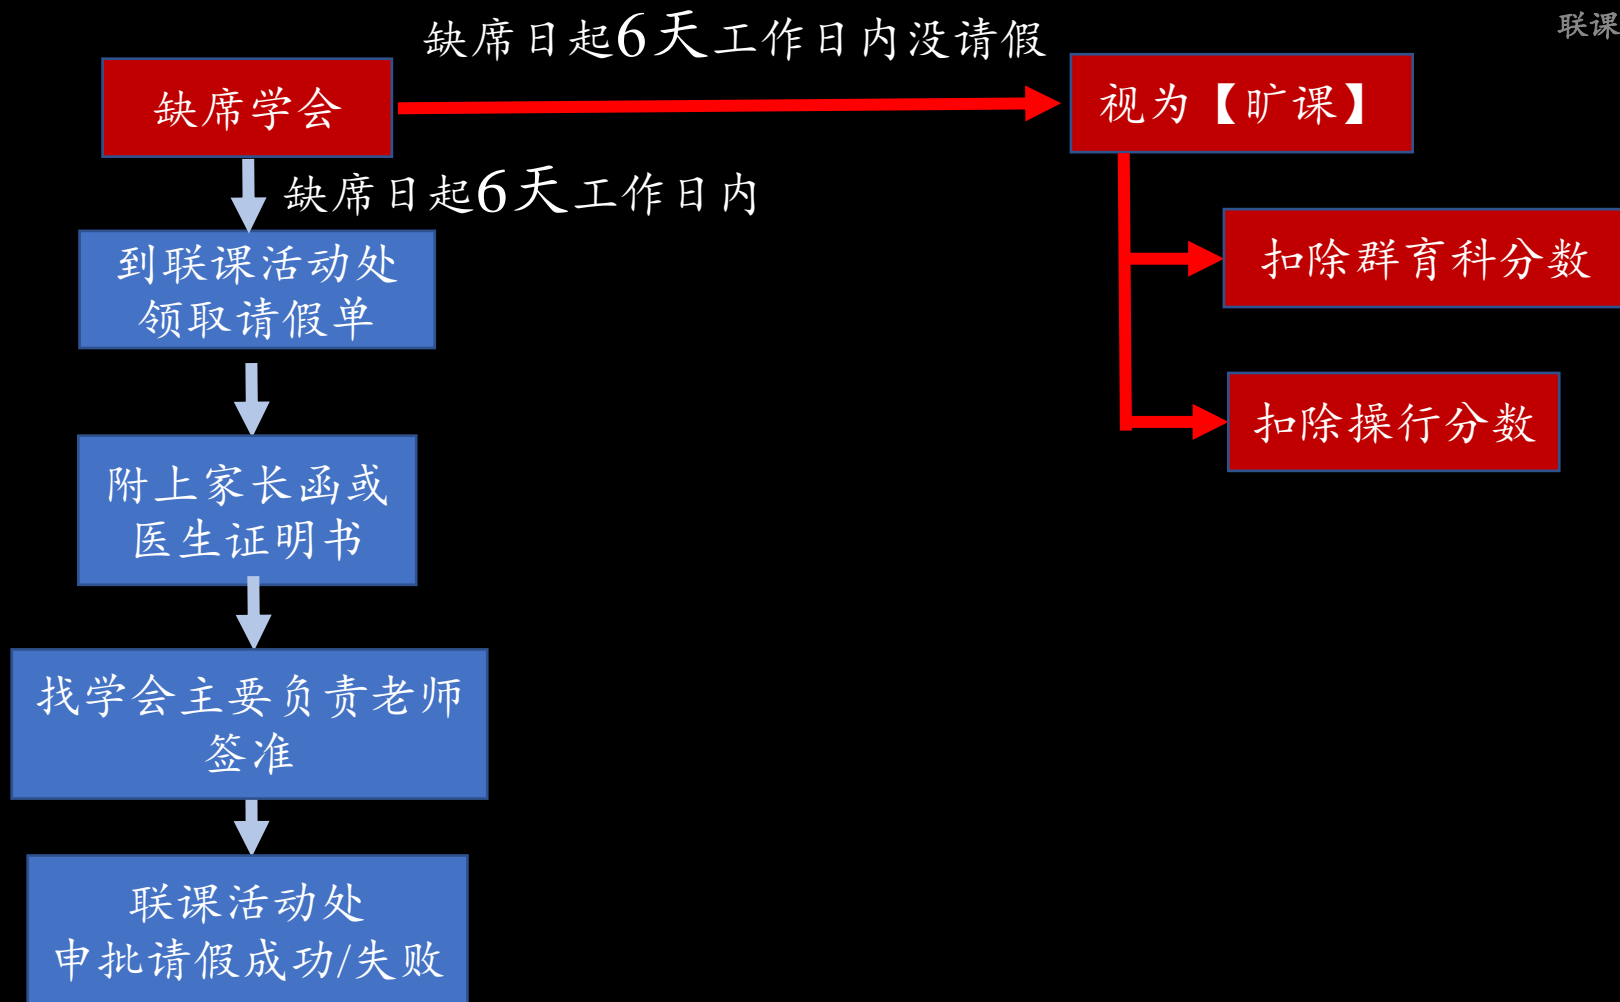 缺席日起6天工作日内没请假
联课
缺席学会
视为【旷课】
缺席日起6天工作日内
扣除群育科分数
到联课活动处
领取请假单
扣除操行分数
附上家长函或
医生证明书
找学会主要负责老师
签准
联课活动处
申批请假成功/失败